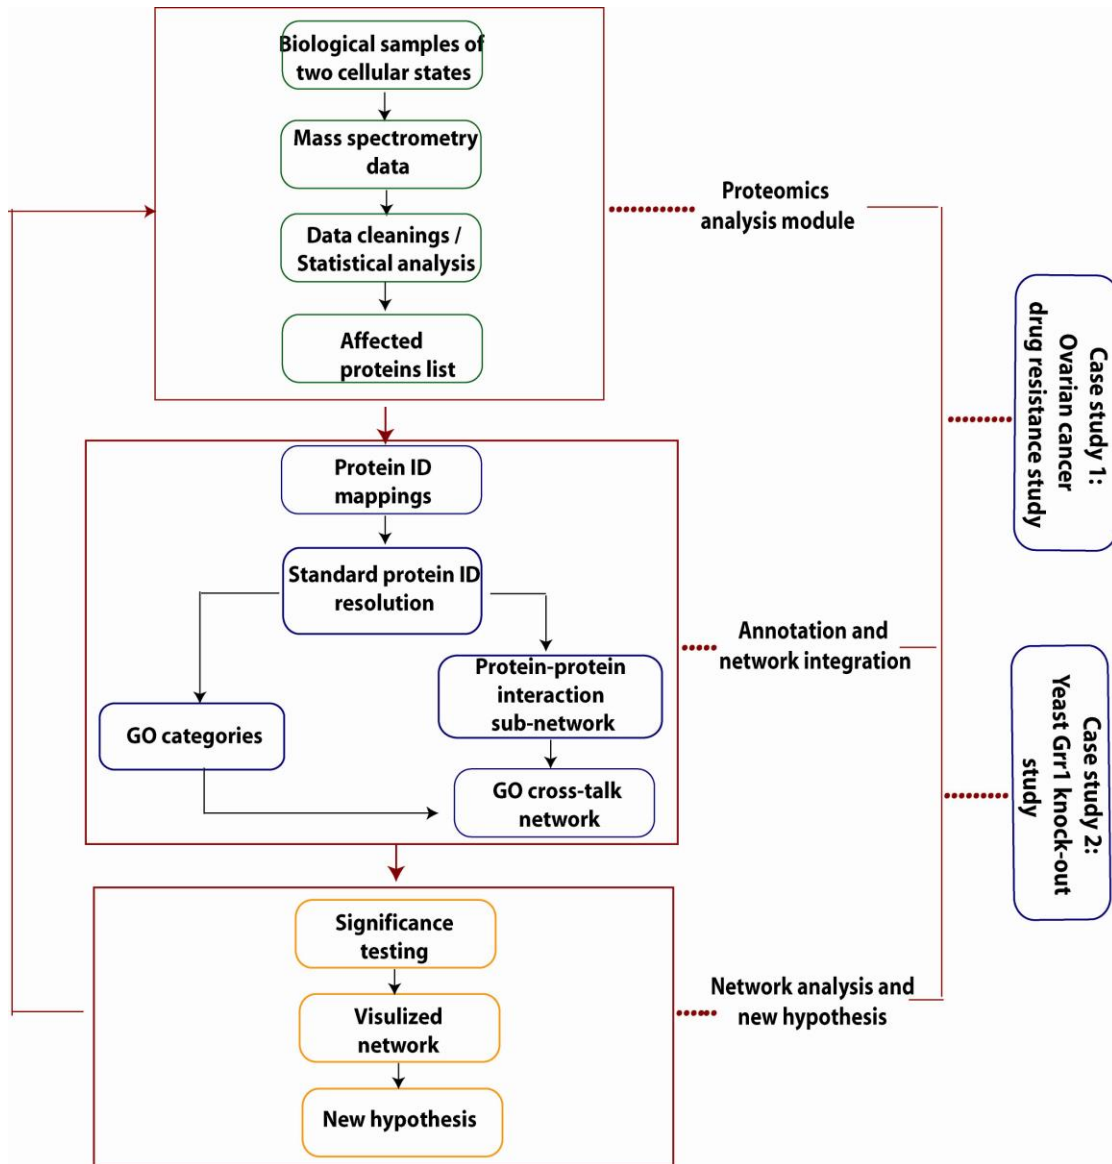 Biological samples of
two cellular states
Mass spectrometry
data
Data cleanings /
Statistical analysis
Affected
proteins list
Proteomics
analysis module
Protein ID
mappings
Standard protein ID
resolution
Protein-protein
interaction
sub-network
GO categories
GO cross-talk
network
Annotation and
network integration
Significance
testing
Visulized
network
New hypothesis
Network analysis and
new hypothesis
Case study 1:
Ovarian cancer
drug resistance study
Case study 2:
Yeast Grr1 knock-out
study